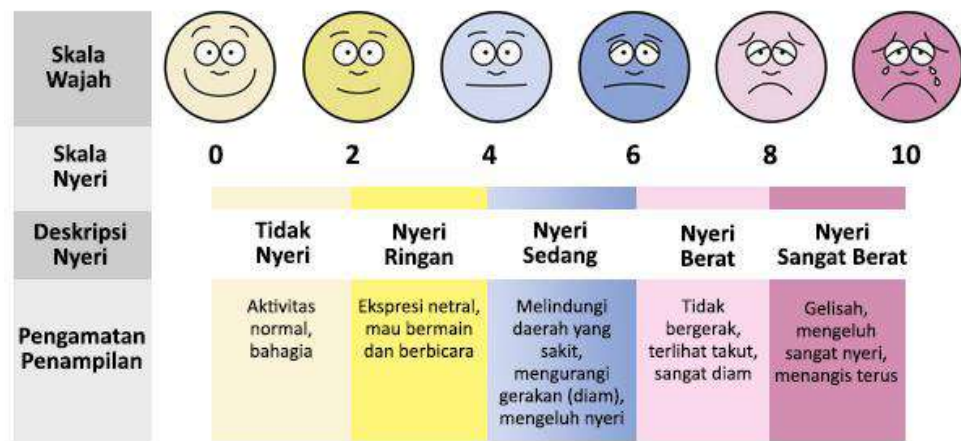 Skala
Wajah
Skala
Nyeri
0 2 4 6 8 10
Deskripsi
Nyeri
Tidak
Nyeri
Nyeri
Ringan
Nyeri
Sedang
Nyeri
Berat
Nyeri
Sangat Berat
Pengamatan
Penampilan
Aktivitas
normal,
bahagia
Ekspresi netral,
mau bermain
dan berbicara
Melindungi
daerah yang
sakit,
mengurangi
gerakan (diam),
mengeluh nyeri
Tidak
bergerak,
terlihat takut,
sangat diam
Gelisah,
mengeluh
sangat nyeri,
menangis terus